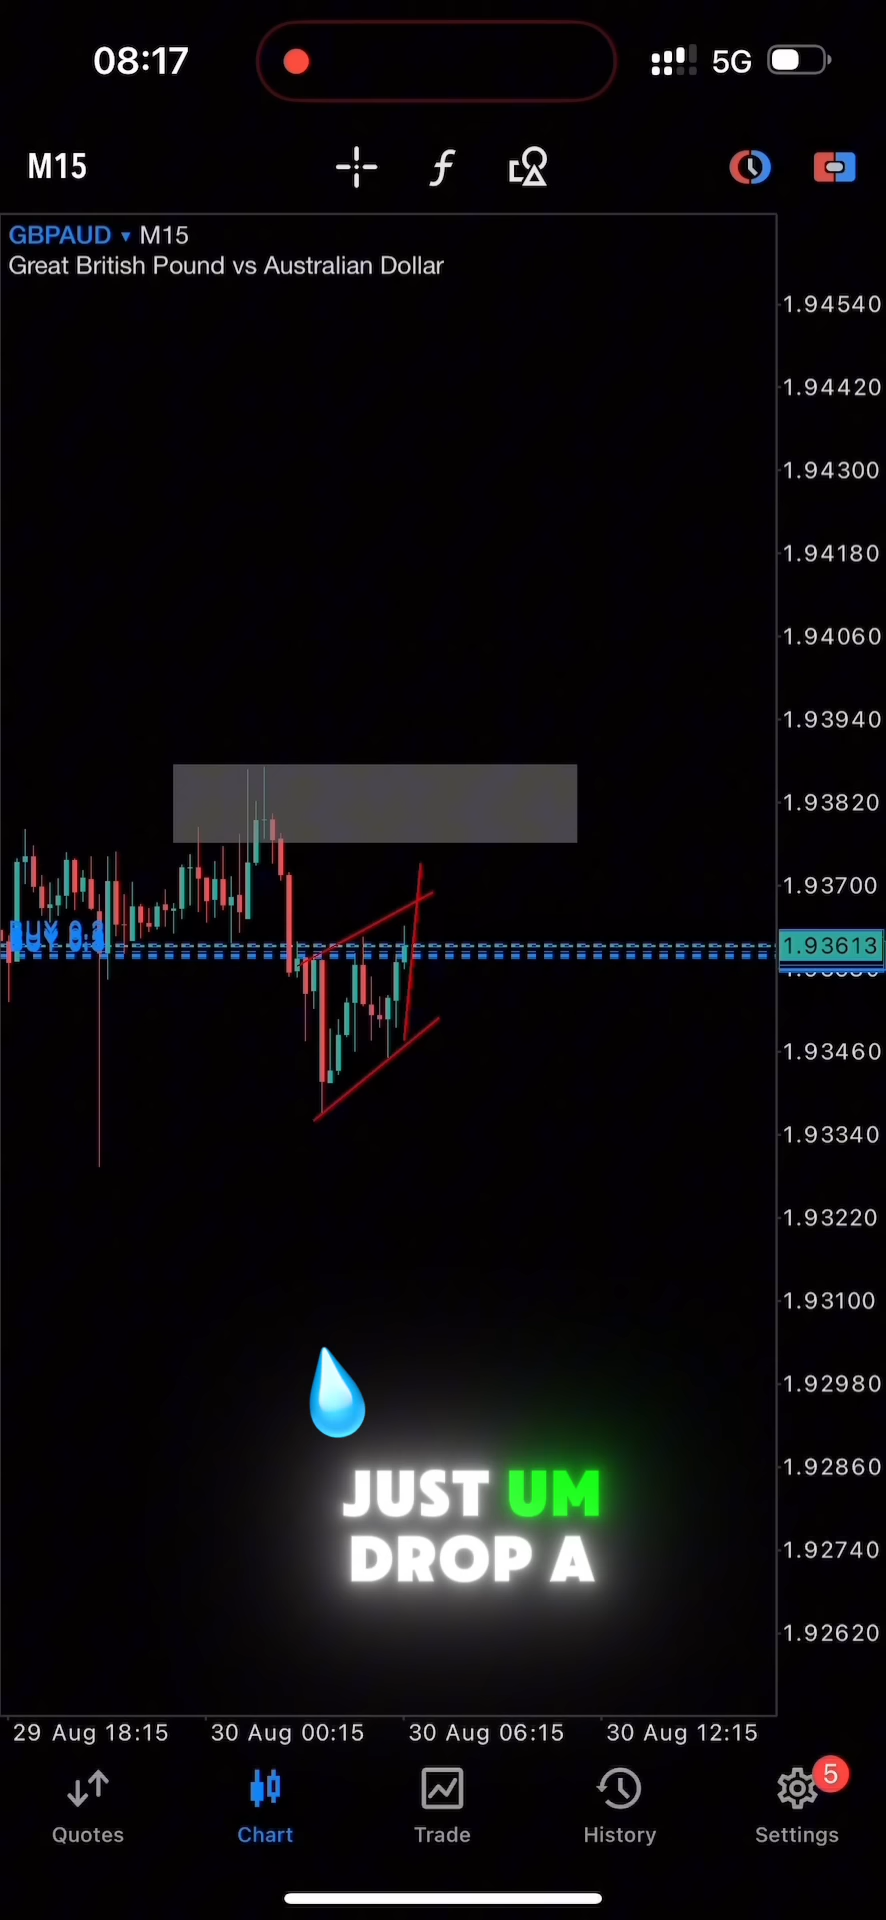 08:17
5G
M15
GBPAUD ▾ M15
Great British Pound vs Australian Dollar
1.94540
1.94420
1.94300
1.94180
1.94060
1.93940
1.93820
1.93700
1.93613
1.93460
1.93340
1.93220
1.93100
1.92980
1.92860
1.92740
1.92620
JUST UM
DROP A
29 Aug 18:15 30 Aug 00:15 30 Aug 06:15 30 Aug 12:15
5
Quotes Chart Trade History Settings